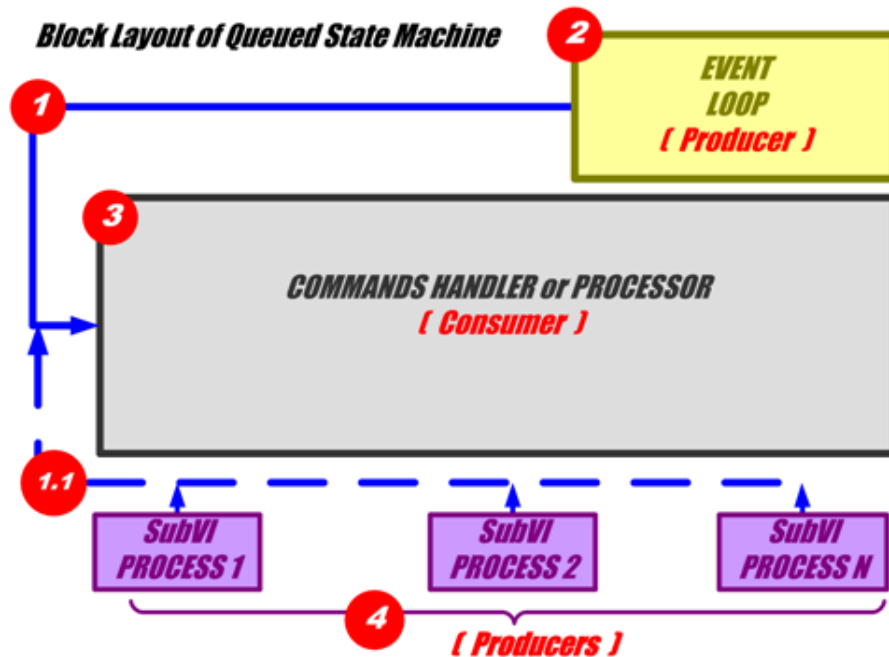 Block Layout of Queued State Machine
2
EVENT
LOOP
( Producer )
1
3
COMMANDS HANDLER or PROCESSOR
( Consumer )
1.1
SubVI
PROCESS 1
SubVI
PROCESS 2
SubVI
PROCESS N
4
( Producers )